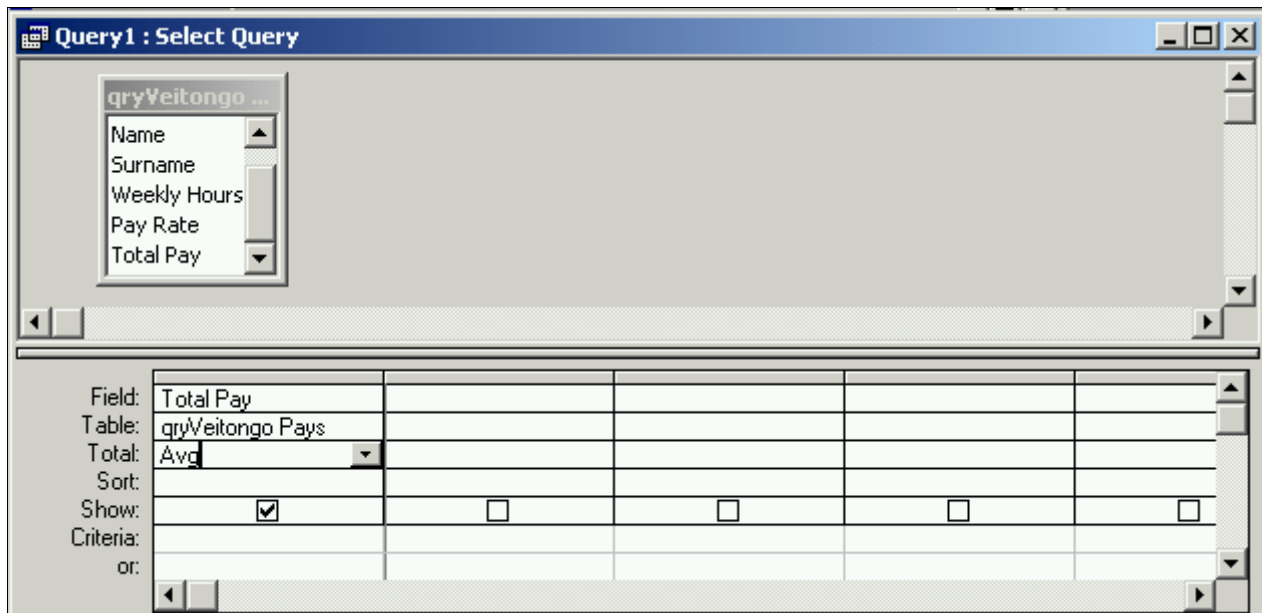 Query1 : Select Query
qryVeitongo ...
Name
Surname
Weekly Hours
Pay Rate
Total Pay
Field: Total Pay
Table: qryVeitongo Pays
Total: Avg
Sort:
Show:
Criteria:
or: